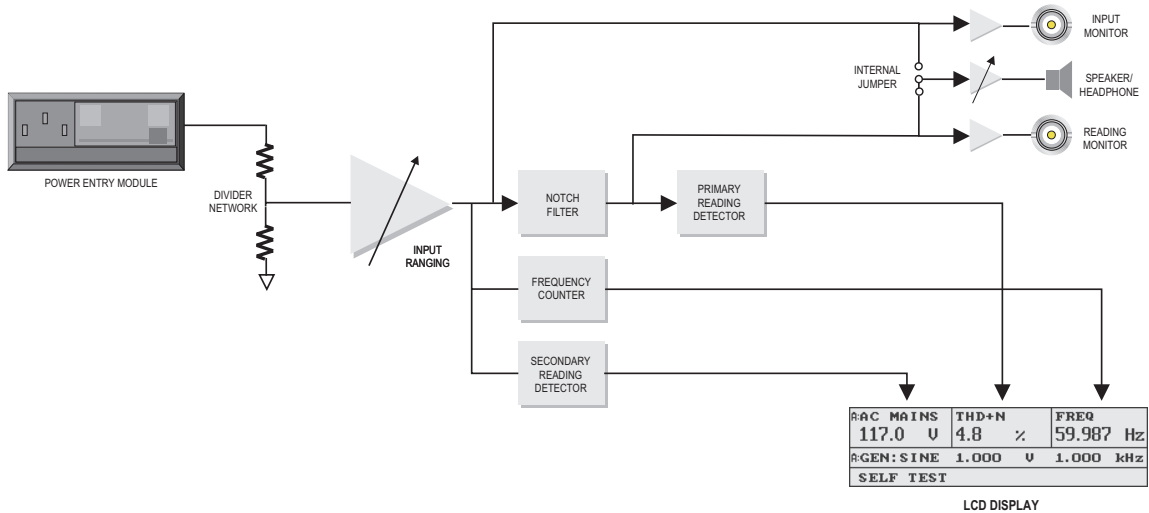 INPUT
MONITOR
INTERNAL
JUMPER
SPEAKER/
HEADPHONE
READING
MONITOR
POWER ENTRY MODULE
DIVIDER
NETWORK
INPUT
RANGING
NOTCH
FILTER
PRIMARY
READING
DETECTOR
FREQUENCY
COUNTER
SECONDARY
READING
DETECTOR
A:AC MAINS THD+N FREQ
117.0 V 4.8 % 59.987 Hz
A:GEN:SINE 1.000 V 1.000 kHz
SELF TEST
LCD DISPLAY